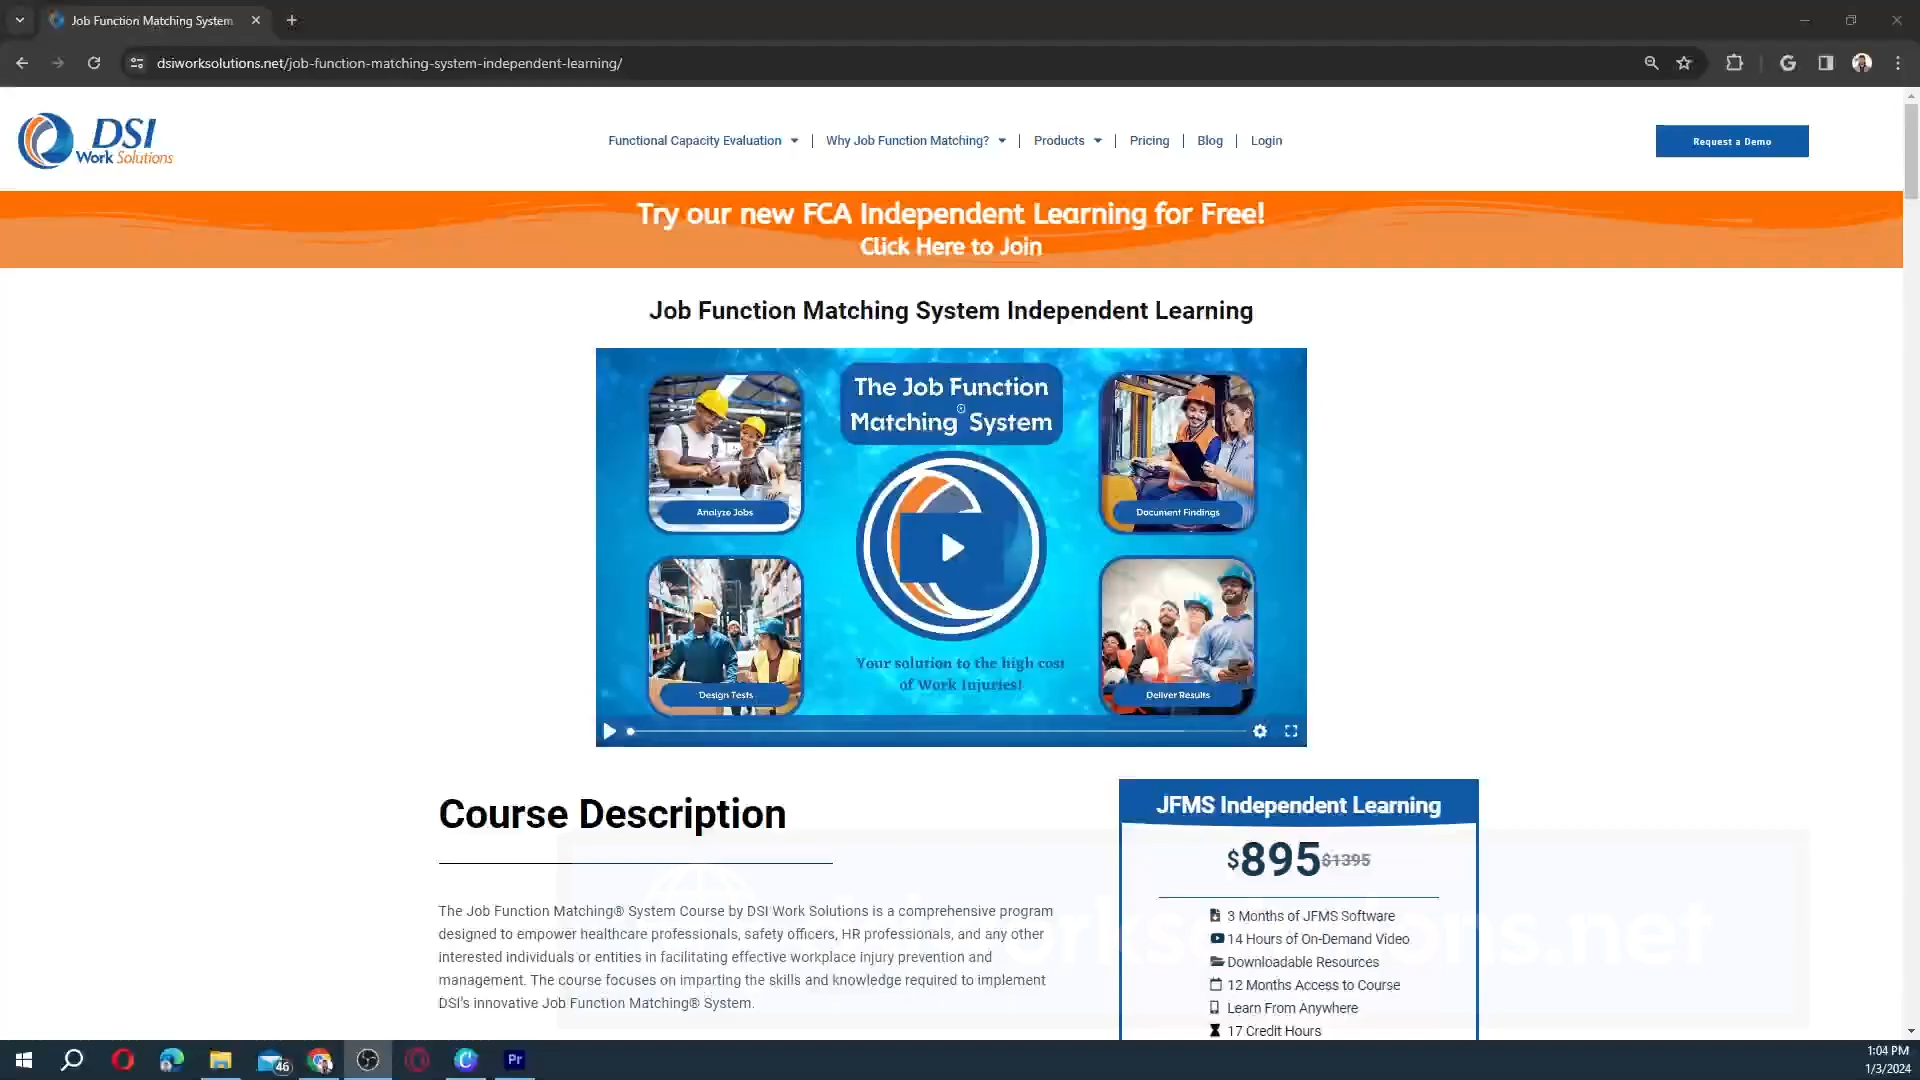 Job Function Matching System
dsiworksolutions.net/job-function-matching-system-independent-learning/
DSI
Work Solutions
Functional Capacity Evaluation
Why Job Function Matching?
Products
Pricing
Blog
Login
Request a Demo
Try our new FCA Independent Learning for Free!
Click Here to Join
Job Function Matching System Independent Learning
The Job Function
Matching® System
Analyze Jobs
Document Findings
Design Tests
Deliver Results
Your solution to the high cost
of Work Injuries!
Course Description
The Job Function Matching® System Course by DSI Work Solutions is a comprehensive program
designed to empower healthcare professionals, safety officers, HR professionals, and any other
interested individuals or entities in facilitating effective workplace injury prevention and
management. The course focuses on imparting the skills and knowledge required to implement
DSI's innovative Job Function Matching® System.
JFMS Independent Learning
$895 $1395
3 Months of JFMS Software
14 Hours of On-Demand Video
Downloadable Resources
12 Months Access to Course
Learn From Anywhere
17 Credit Hours
46
Pr
1:04 PM
1/3/2024